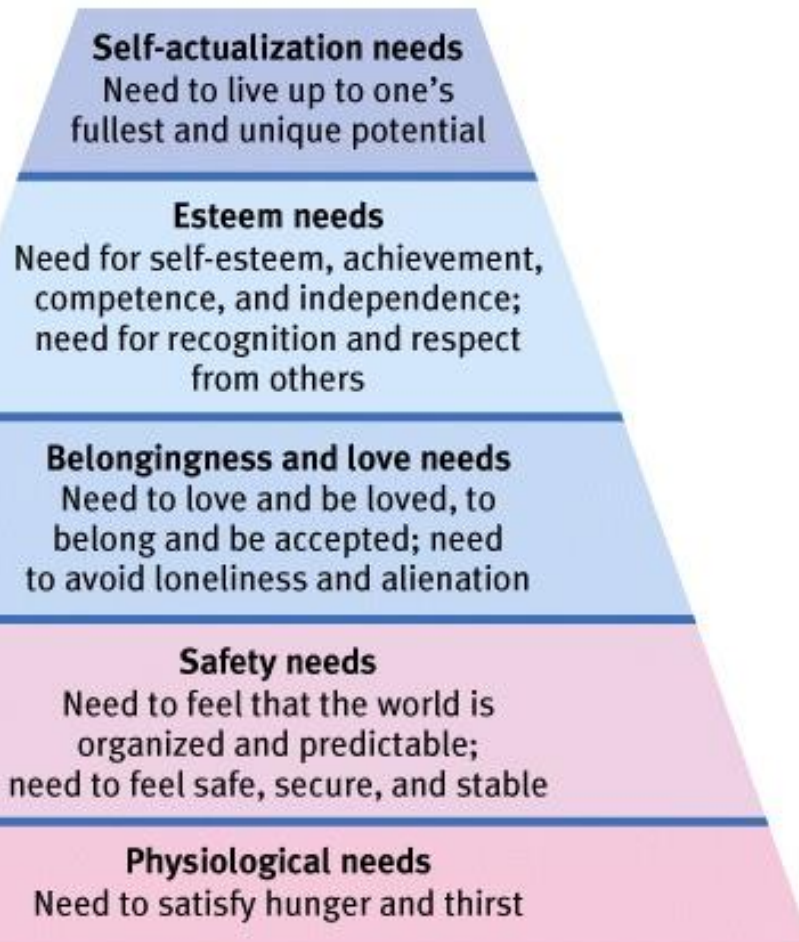 Self-actualization needs
Need to live up to one's
fullest and unique potential
Esteem needs
Need for self-esteem, achievement,
competence, and independence;
need for recognition and respect
from others
Belongingness and love needs
Need to love and be loved, to
belong and be accepted; need
to avoid loneliness and alienation
Safety needs
Need to feel that the world is
organized and predictable;
need to feel safe, secure, and stable
Physiological needs
Need to satisfy hunger and thirst